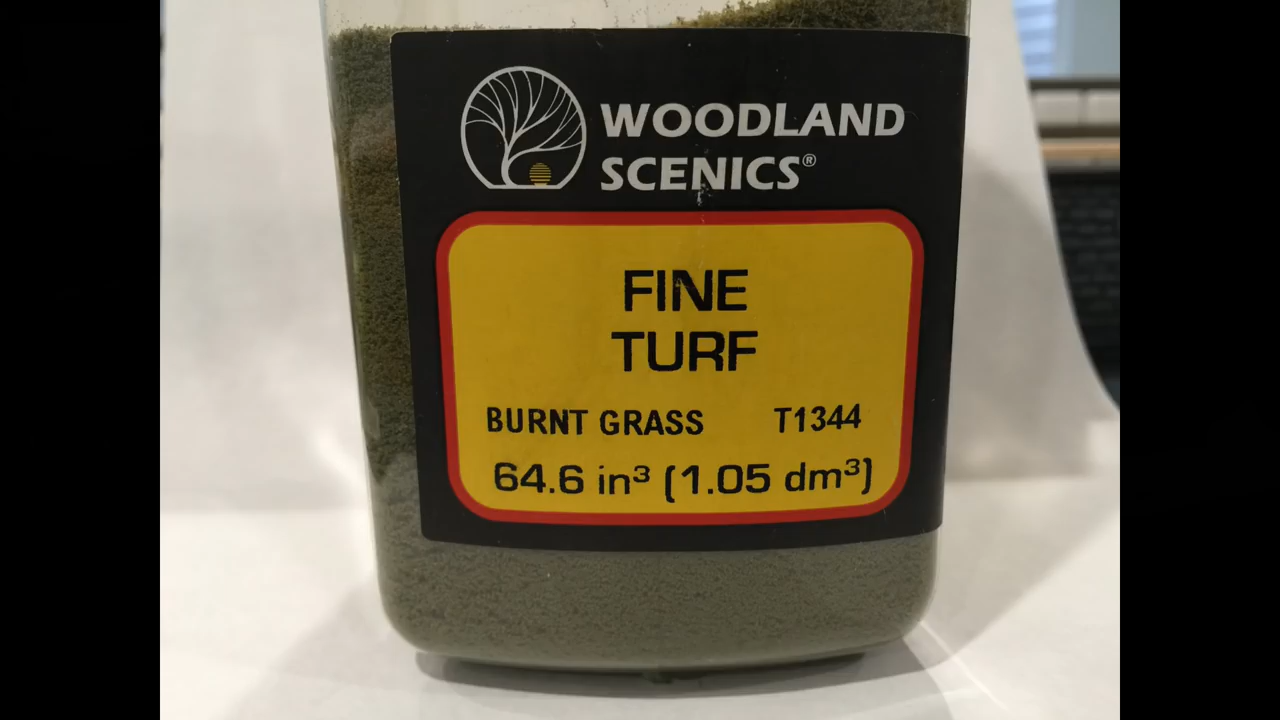 WOODLAND
SCENICS®
FINE
TURF
BURNT GRASS T1344
64.6 in³ (1.05 dm³)